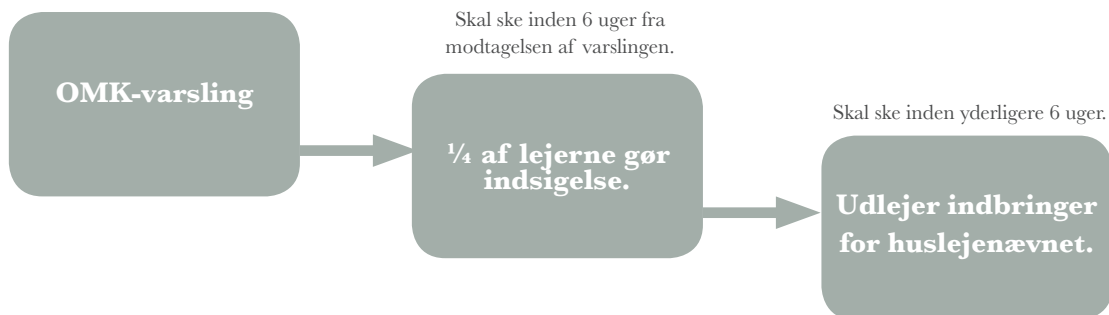 OMK-varsling
Skal ske inden 6 uger fra
modtagelsen af varslingen.
¼ af lejerne gør
indsigelse.
Skal ske inden yderligere 6 uger.
Udlejer indbringer
for huslejenævnet.